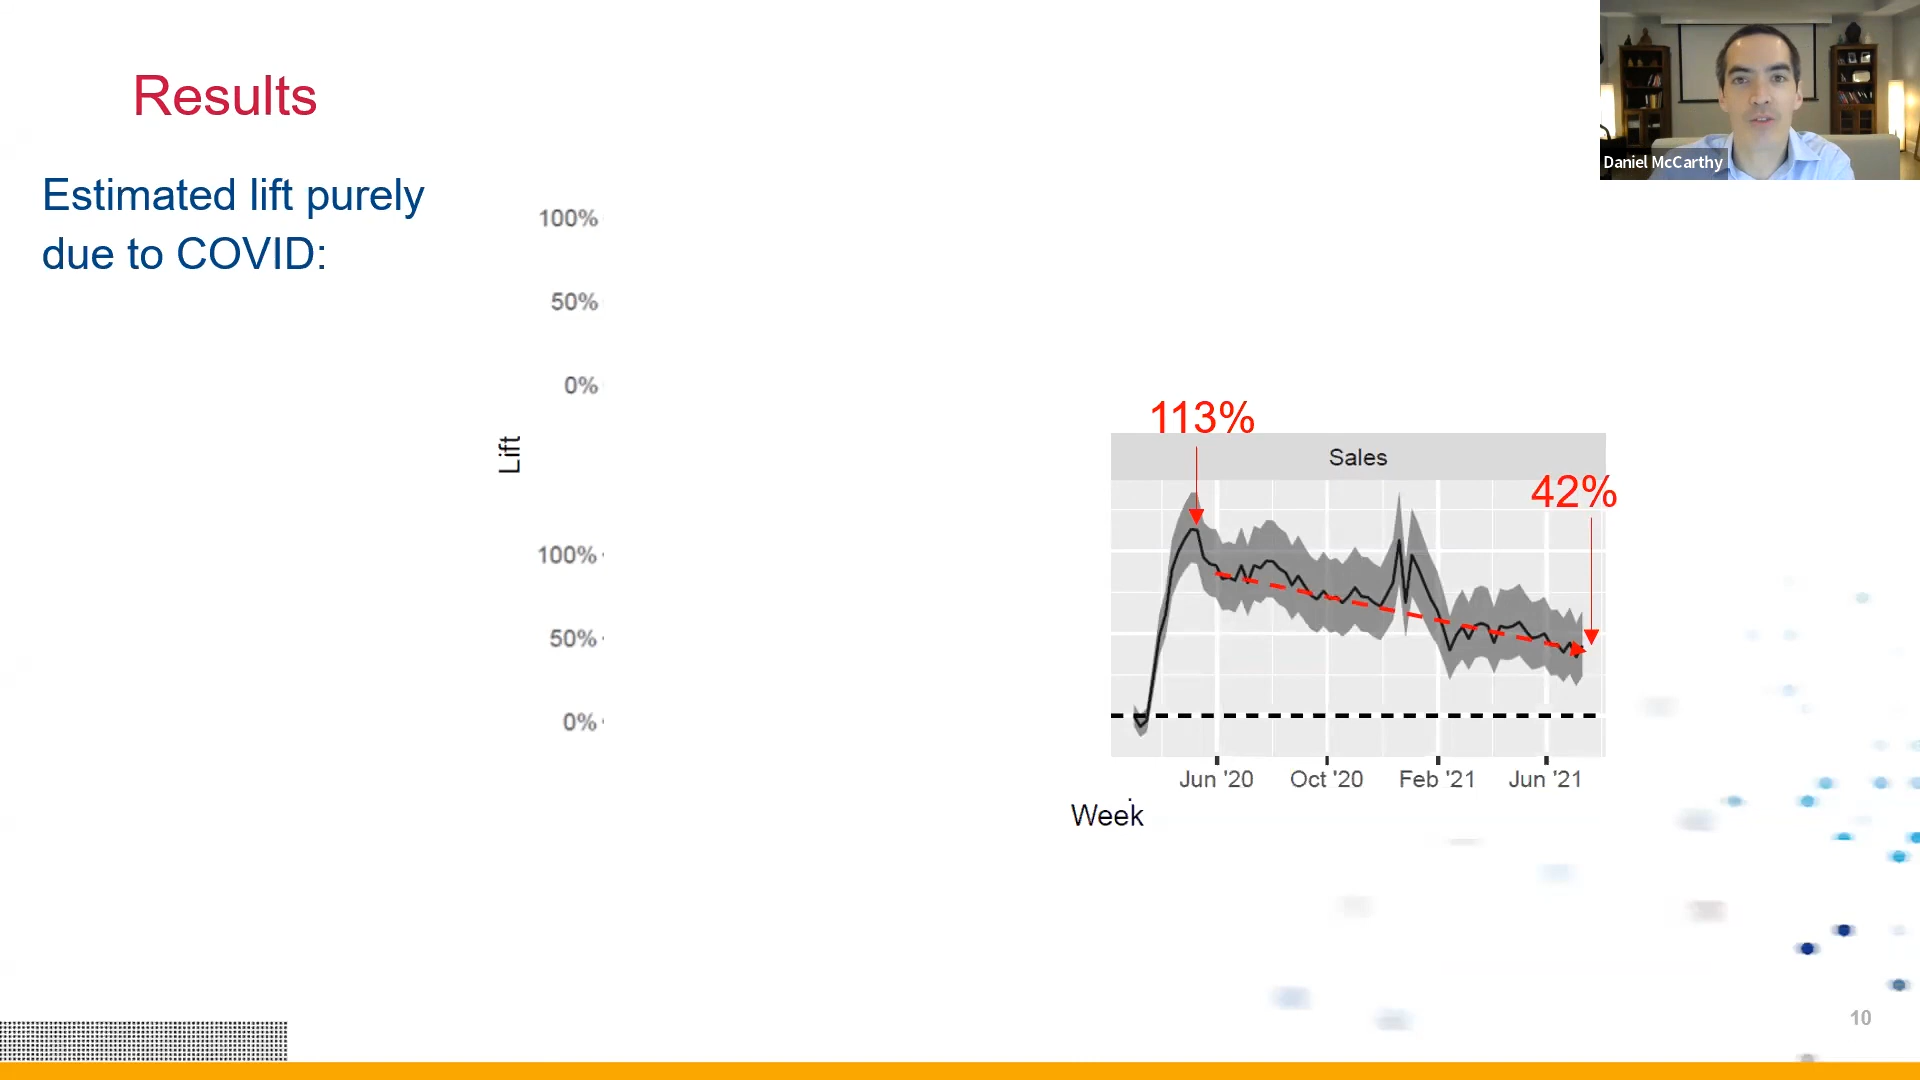 Results
Daniel McCarthy
Estimated lift purely
due to COVID:
100%
50%
0%
Lift
100%
50%
0%
113%
Sales
42%
Jun '20 Oct '20 Feb '21 Jun '21
Week
10